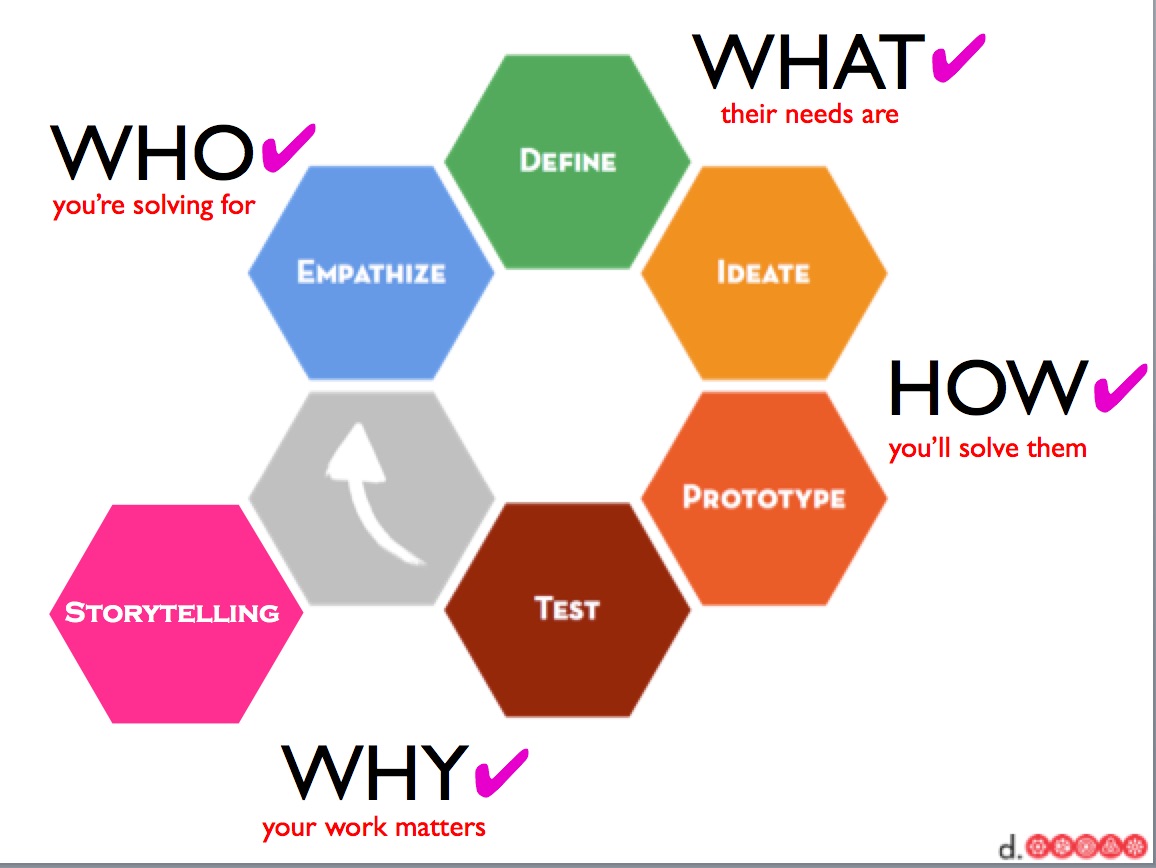 WHAT✔
their needs are
WHO✔
you're solving for
DEFINE
EMPATHIZE
IDEATE
HOW✔
you'll solve them
PROTOTYPE
TEST
STORYTELLING
WHY✔
your work matters
d.